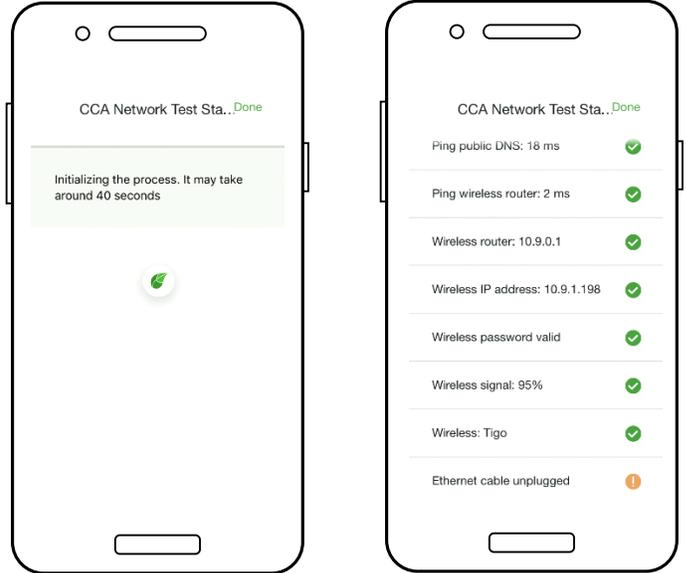 CCA Network Test Sta...Done
Initializing the process. It may take
around 40 seconds
CCA Network Test Sta...Done
Ping public DNS: 18 ms
Ping wireless router: 2 ms
Wireless router: 10.9.0.1
Wireless IP address: 10.9.1.198
Wireless password valid
Wireless signal: 95%
Wireless: Tigo
Ethernet cable unplugged